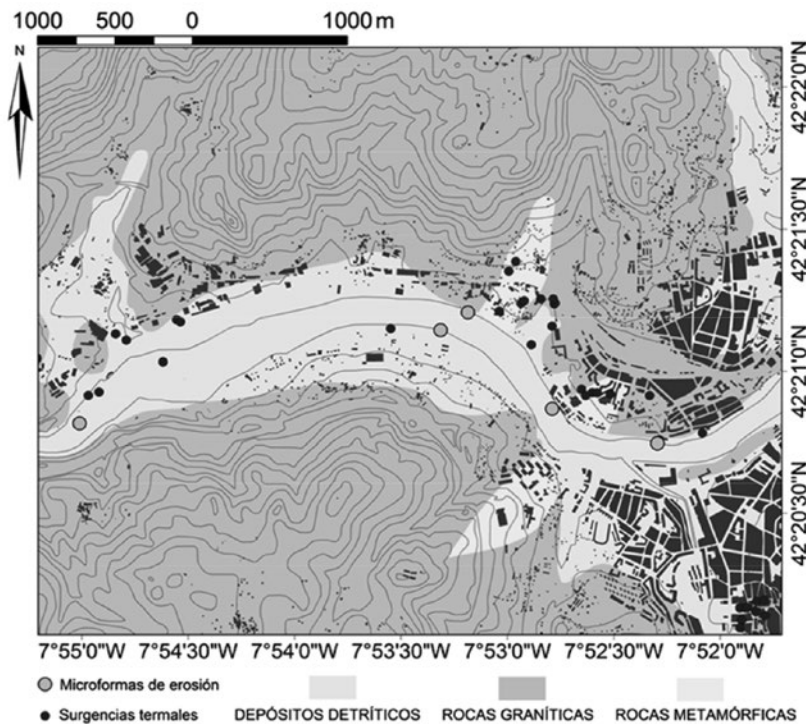 1000 500 0 1000 m
N
42°22'0"N
42°21'30"N
42°21'0"N
42°20'30"N
7°55'0"W 7°54'30"W 7°54'0"W 7°53'30"W 7°53'0"W 7°52'30"W 7°52'0"W
Microformas de erosión
Surgencias termales DEPÓSITOS DETRÍTICOS ROCAS GRANÍTICAS ROCAS METAMÓRFICAS